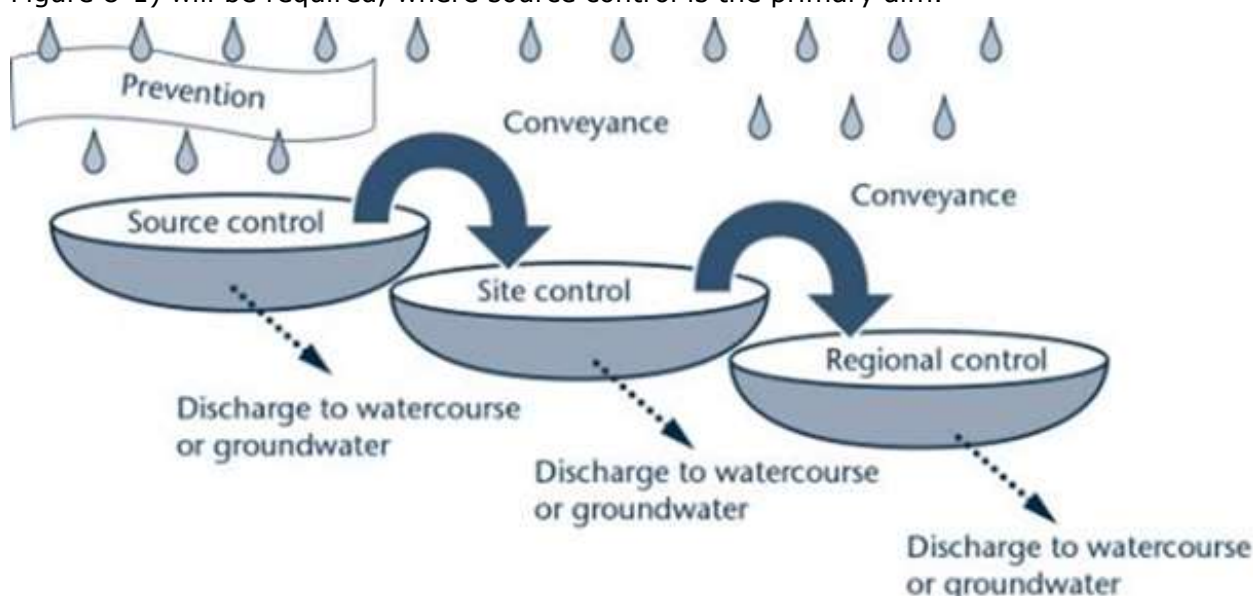 Figure 6-1) will be required, where source control is the primary aim.
Prevention
Conveyance
Conveyance
Source control
Site control
Regional control
Discharge to watercourse
or groundwater
Discharge to watercourse
or groundwater
Discharge to watercourse
or groundwater